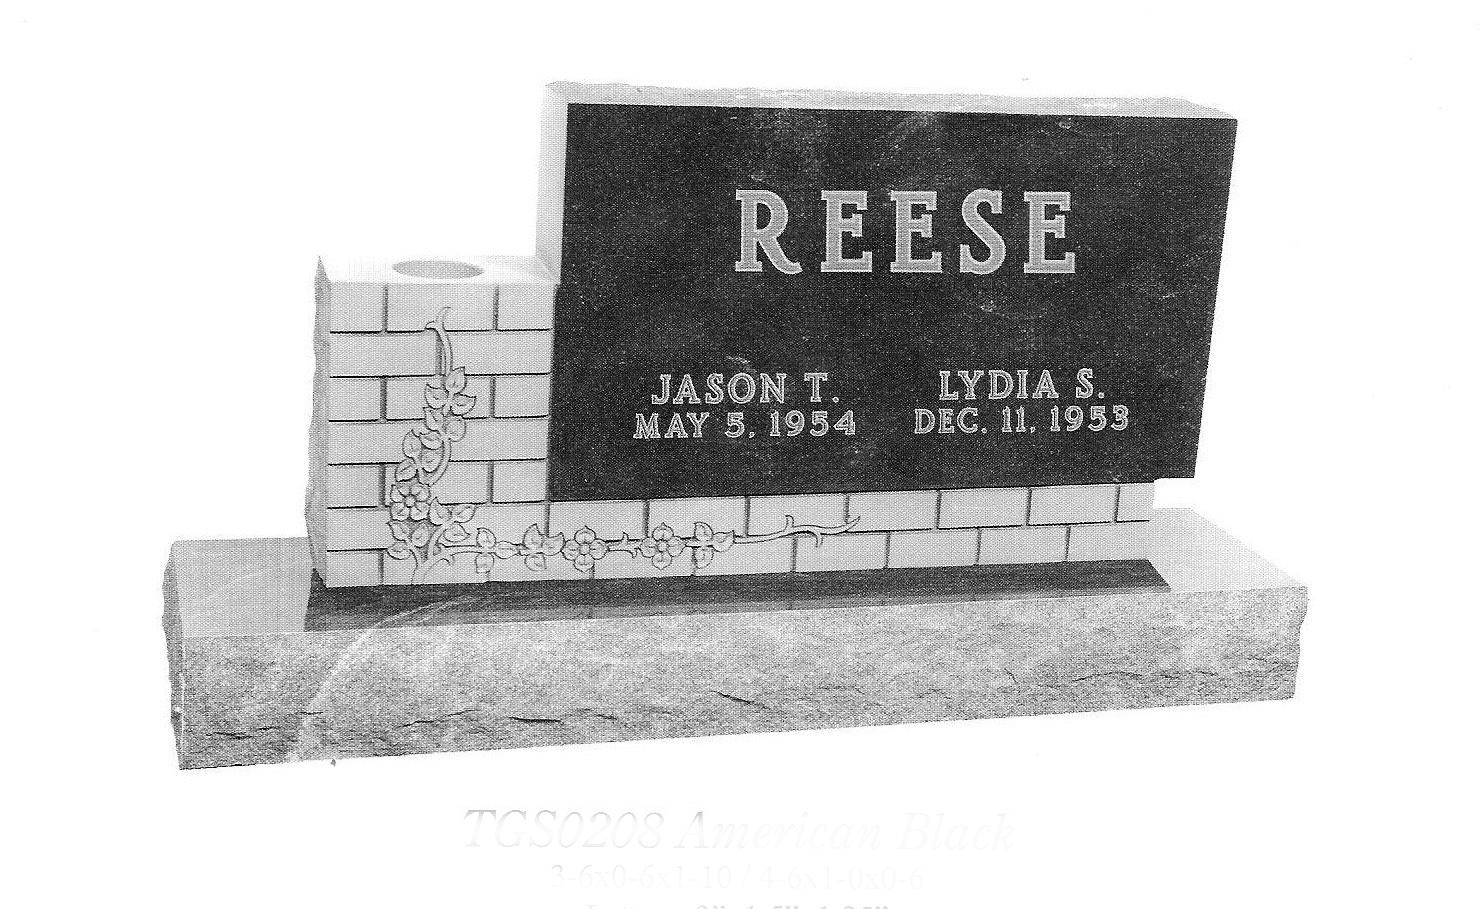 REESE
JASON T. LYDIA S.
MAY 5, 1954 DEC. 11, 1953
TGS0208 American Black
3-6x0-6x1-10 / 4-6x1-0x0-6